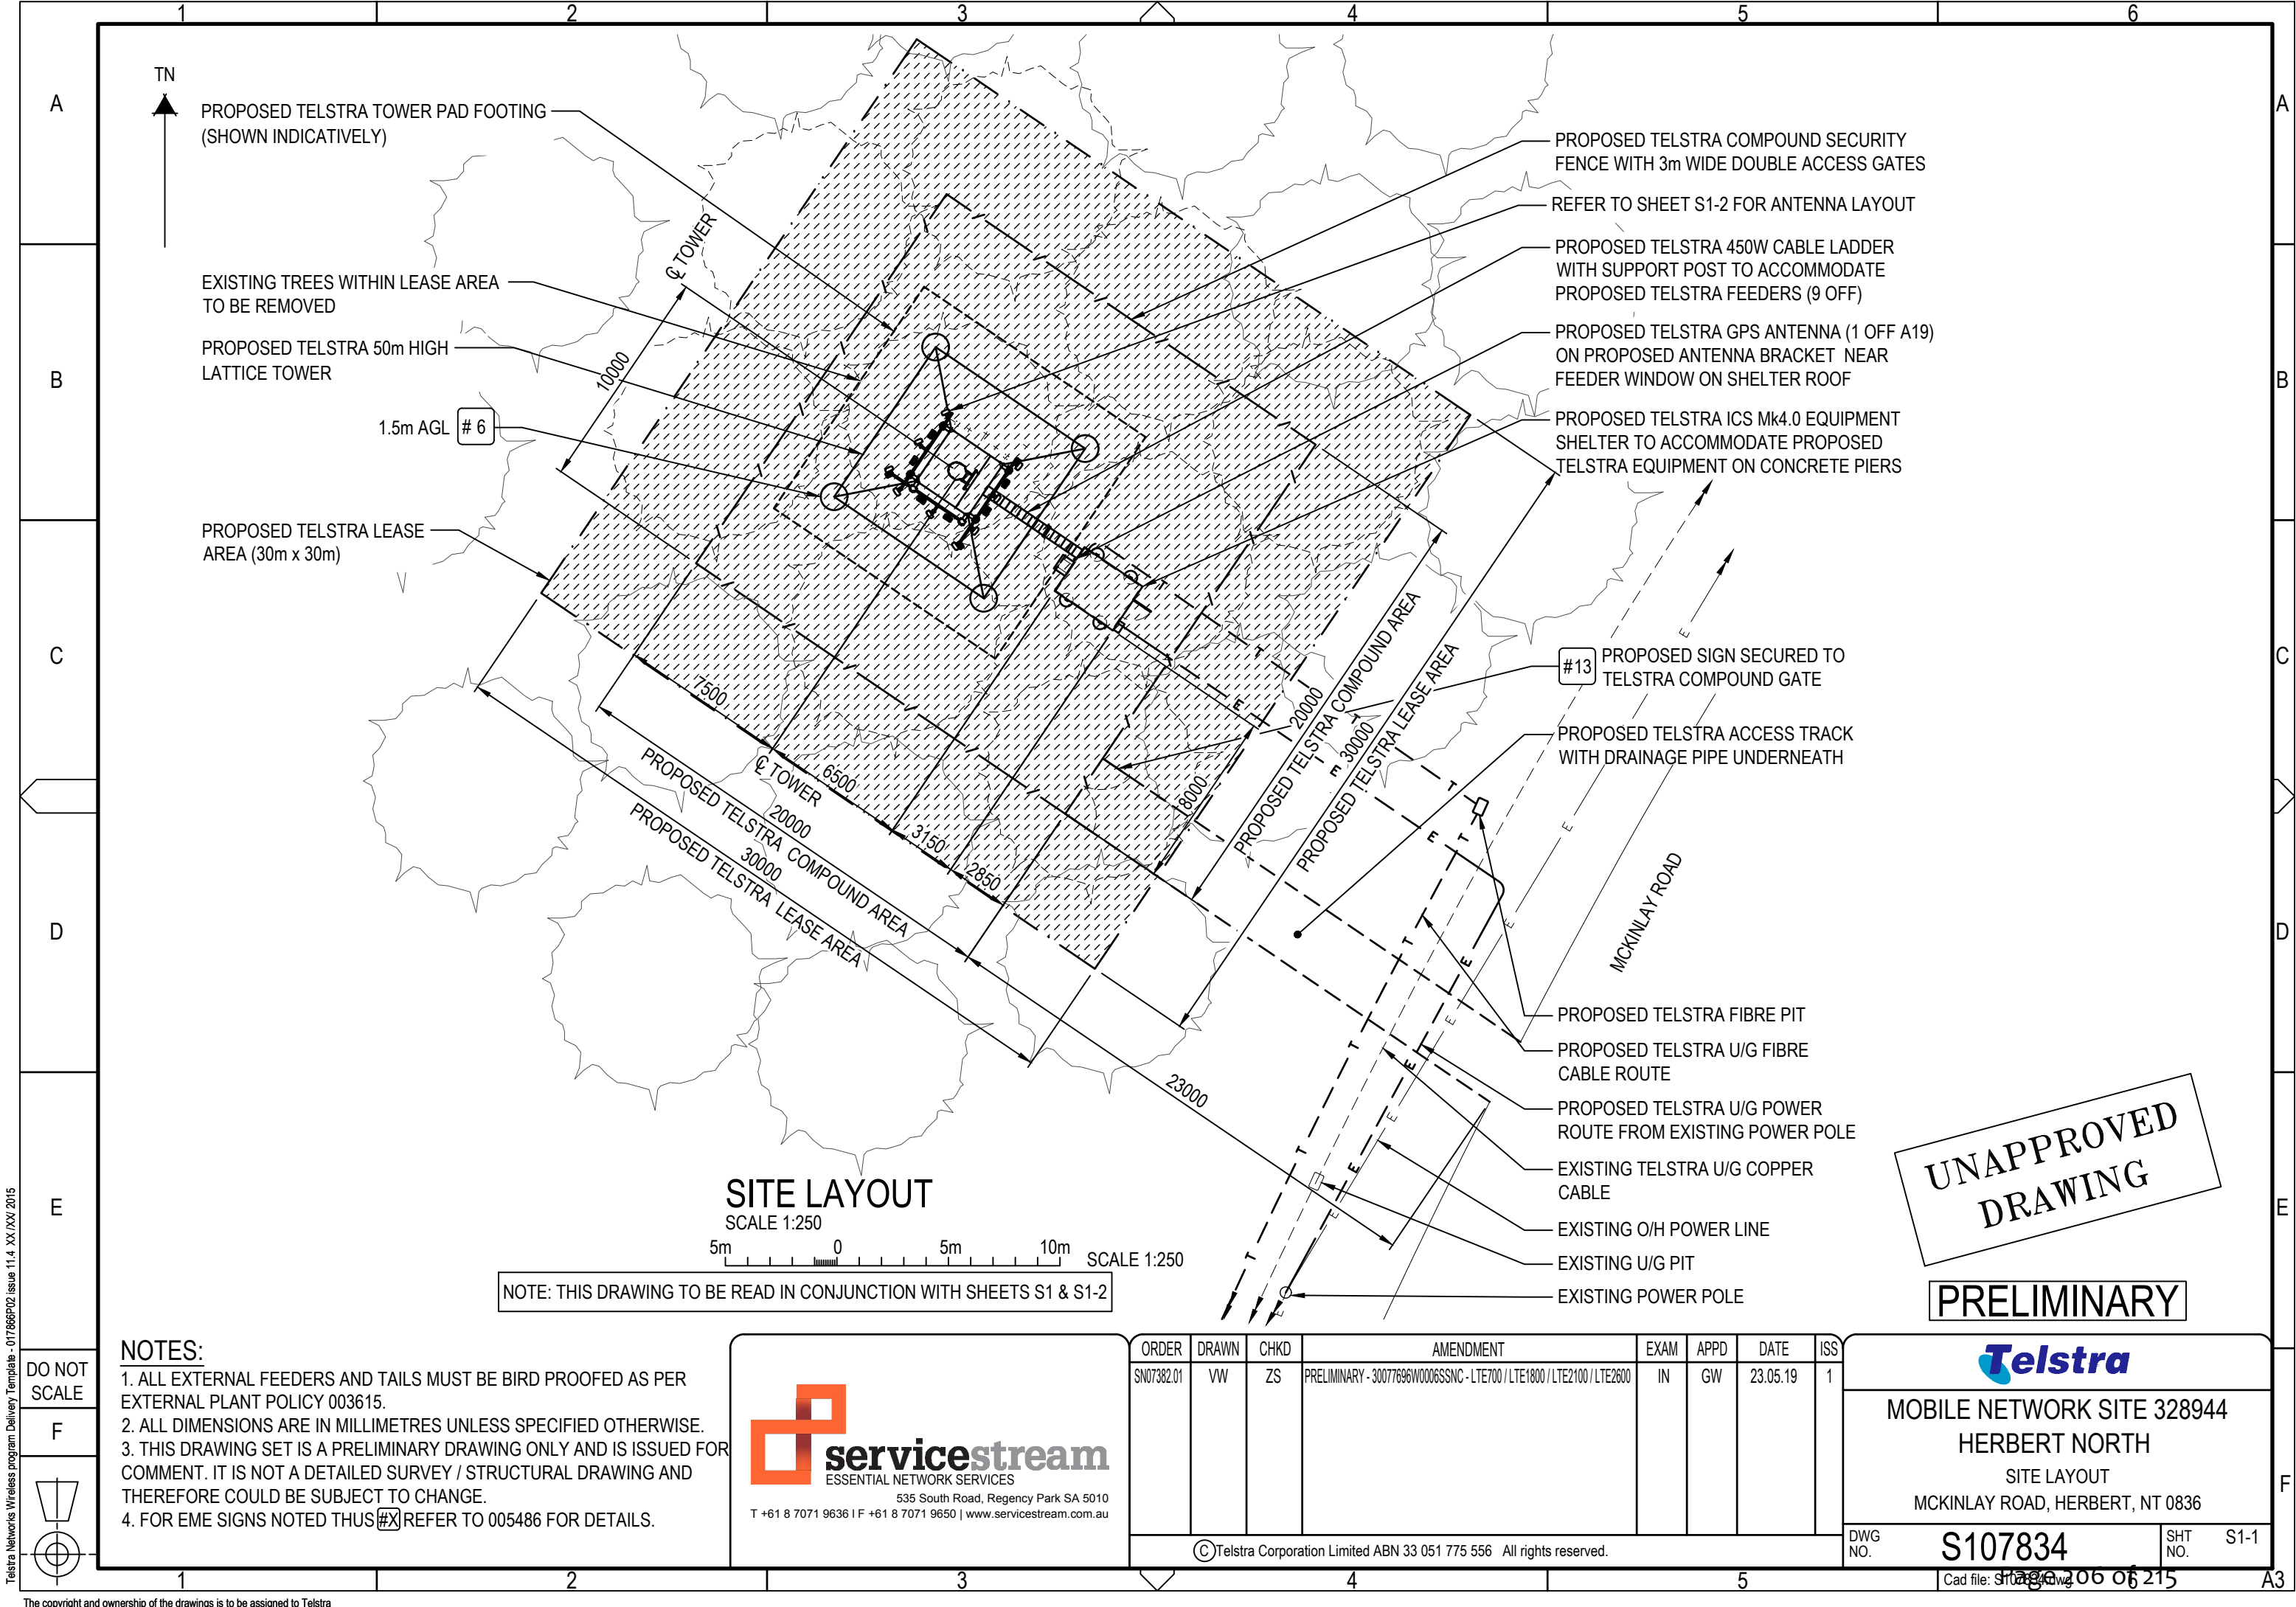 1 2 3 4 5 6
A
B
C
D
E
F
A
B
C
D
E
F
TN
PROPOSED TELSTRA TOWER PAD FOOTING
(SHOWN INDICATIVELY)
EXISTING TREES WITHIN LEASE AREA
TO BE REMOVED
PROPOSED TELSTRA 50m HIGH
LATTICE TOWER
1.5m AGL # 6
PROPOSED TELSTRA LEASE
AREA (30m x 30m)
℄ TOWER
10000
PROPOSED TELSTRA COMPOUND SECURITY
FENCE WITH 3m WIDE DOUBLE ACCESS GATES
REFER TO SHEET S1-2 FOR ANTENNA LAYOUT
PROPOSED TELSTRA 450W CABLE LADDER
WITH SUPPORT POST TO ACCOMMODATE
PROPOSED TELSTRA FEEDERS (9 OFF)
PROPOSED TELSTRA GPS ANTENNA (1 OFF A19)
ON PROPOSED ANTENNA BRACKET NEAR
FEEDER WINDOW ON SHELTER ROOF
PROPOSED TELSTRA ICS Mk4.0 EQUIPMENT
SHELTER TO ACCOMMODATE PROPOSED
TELSTRA EQUIPMENT ON CONCRETE PIERS
#13 PROPOSED SIGN SECURED TO
TELSTRA COMPOUND GATE
PROPOSED TELSTRA ACCESS TRACK
WITH DRAINAGE PIPE UNDERNEATH
MCKINLAY ROAD
PROPOSED TELSTRA FIBRE PIT
PROPOSED TELSTRA U/G FIBRE
CABLE ROUTE
PROPOSED TELSTRA U/G POWER
ROUTE FROM EXISTING POWER POLE
EXISTING TELSTRA U/G COPPER
CABLE
EXISTING O/H POWER LINE
EXISTING U/G PIT
EXISTING POWER POLE
7500
℄ TOWER
6500
3150
2850
20000
PROPOSED TELSTRA COMPOUND AREA
30000
PROPOSED TELSTRA LEASE AREA
8000
20000
PROPOSED TELSTRA COMPOUND AREA
30000
PROPOSED TELSTRA LEASE AREA
23000
SITE LAYOUT
SCALE 1:250
5m 0 5m 10m SCALE 1:250
NOTE: THIS DRAWING TO BE READ IN CONJUNCTION WITH SHEETS S1 & S1-2
UNAPPROVED
DRAWING
PRELIMINARY
DO NOT
SCALE
NOTES:
1. ALL EXTERNAL FEEDERS AND TAILS MUST BE BIRD PROOFED AS PER
EXTERNAL PLANT POLICY 003615.
2. ALL DIMENSIONS ARE IN MILLIMETRES UNLESS SPECIFIED OTHERWISE.
3. THIS DRAWING SET IS A PRELIMINARY DRAWING ONLY AND IS ISSUED FOR
COMMENT. IT IS NOT A DETAILED SURVEY / STRUCTURAL DRAWING AND
THEREFORE COULD BE SUBJECT TO CHANGE.
4. FOR EME SIGNS NOTED THUS #X REFER TO 005486 FOR DETAILS.
servicestream
ESSENTIAL NETWORK SERVICES
535 South Road, Regency Park SA 5010
T +61 8 7071 9636 I F +61 8 7071 9650 | www.servicestream.com.au
ORDER DRAWN CHKD AMENDMENT EXAM APPD DATE ISS
SN07382.01 VW ZS PRELIMINARY - 30077696W0006SSNC - LTE700 / LTE1800 / LTE2100 / LTE2600 IN GW 23.05.19 1
© Telstra Corporation Limited ABN 33 051 775 556 All rights reserved.
Telstra
MOBILE NETWORK SITE 328944
HERBERT NORTH
SITE LAYOUT
MCKINLAY ROAD, HERBERT, NT 0836
DWG
NO. S107834
SHT
NO. S1-1
Cad file: S107834.dwg
Page 206 of 215
A3
1 2 3 4 5 6
Telstra Networks Wireless program Delivery Template - 017866P02 issue 11.4 XX /XX/ 2015
The copyright and ownership of the drawings is to be assigned to Telstra